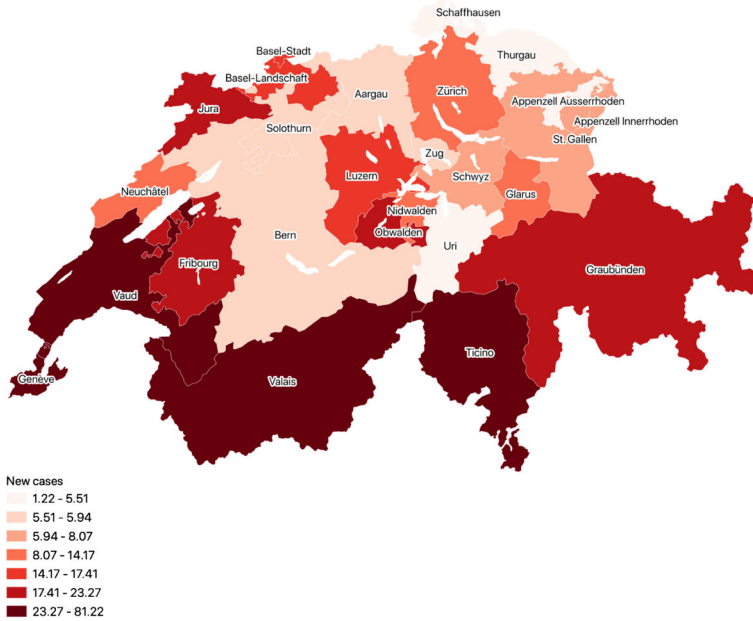 Schaffhausen
Thurgau
Basel-Stadt
Basel-Landschaft
Aargau
Zürich
Jura
Appenzell Ausserrhoden
Appenzell Innerrhoden
Solothurn
St. Gallen
Zug
Luzern
Schwyz
Neuchâtel
Glarus
Nidwalden
Obwalden
Bern
Uri
Fribourg
Graubünden
Vaud
Ticino
Genève
Valais
New cases
1.22 - 5.51
5.51 - 5.94
5.94 - 8.07
8.07 - 14.17
14.17 - 17.41
17.41 - 23.27
23.27 - 81.22